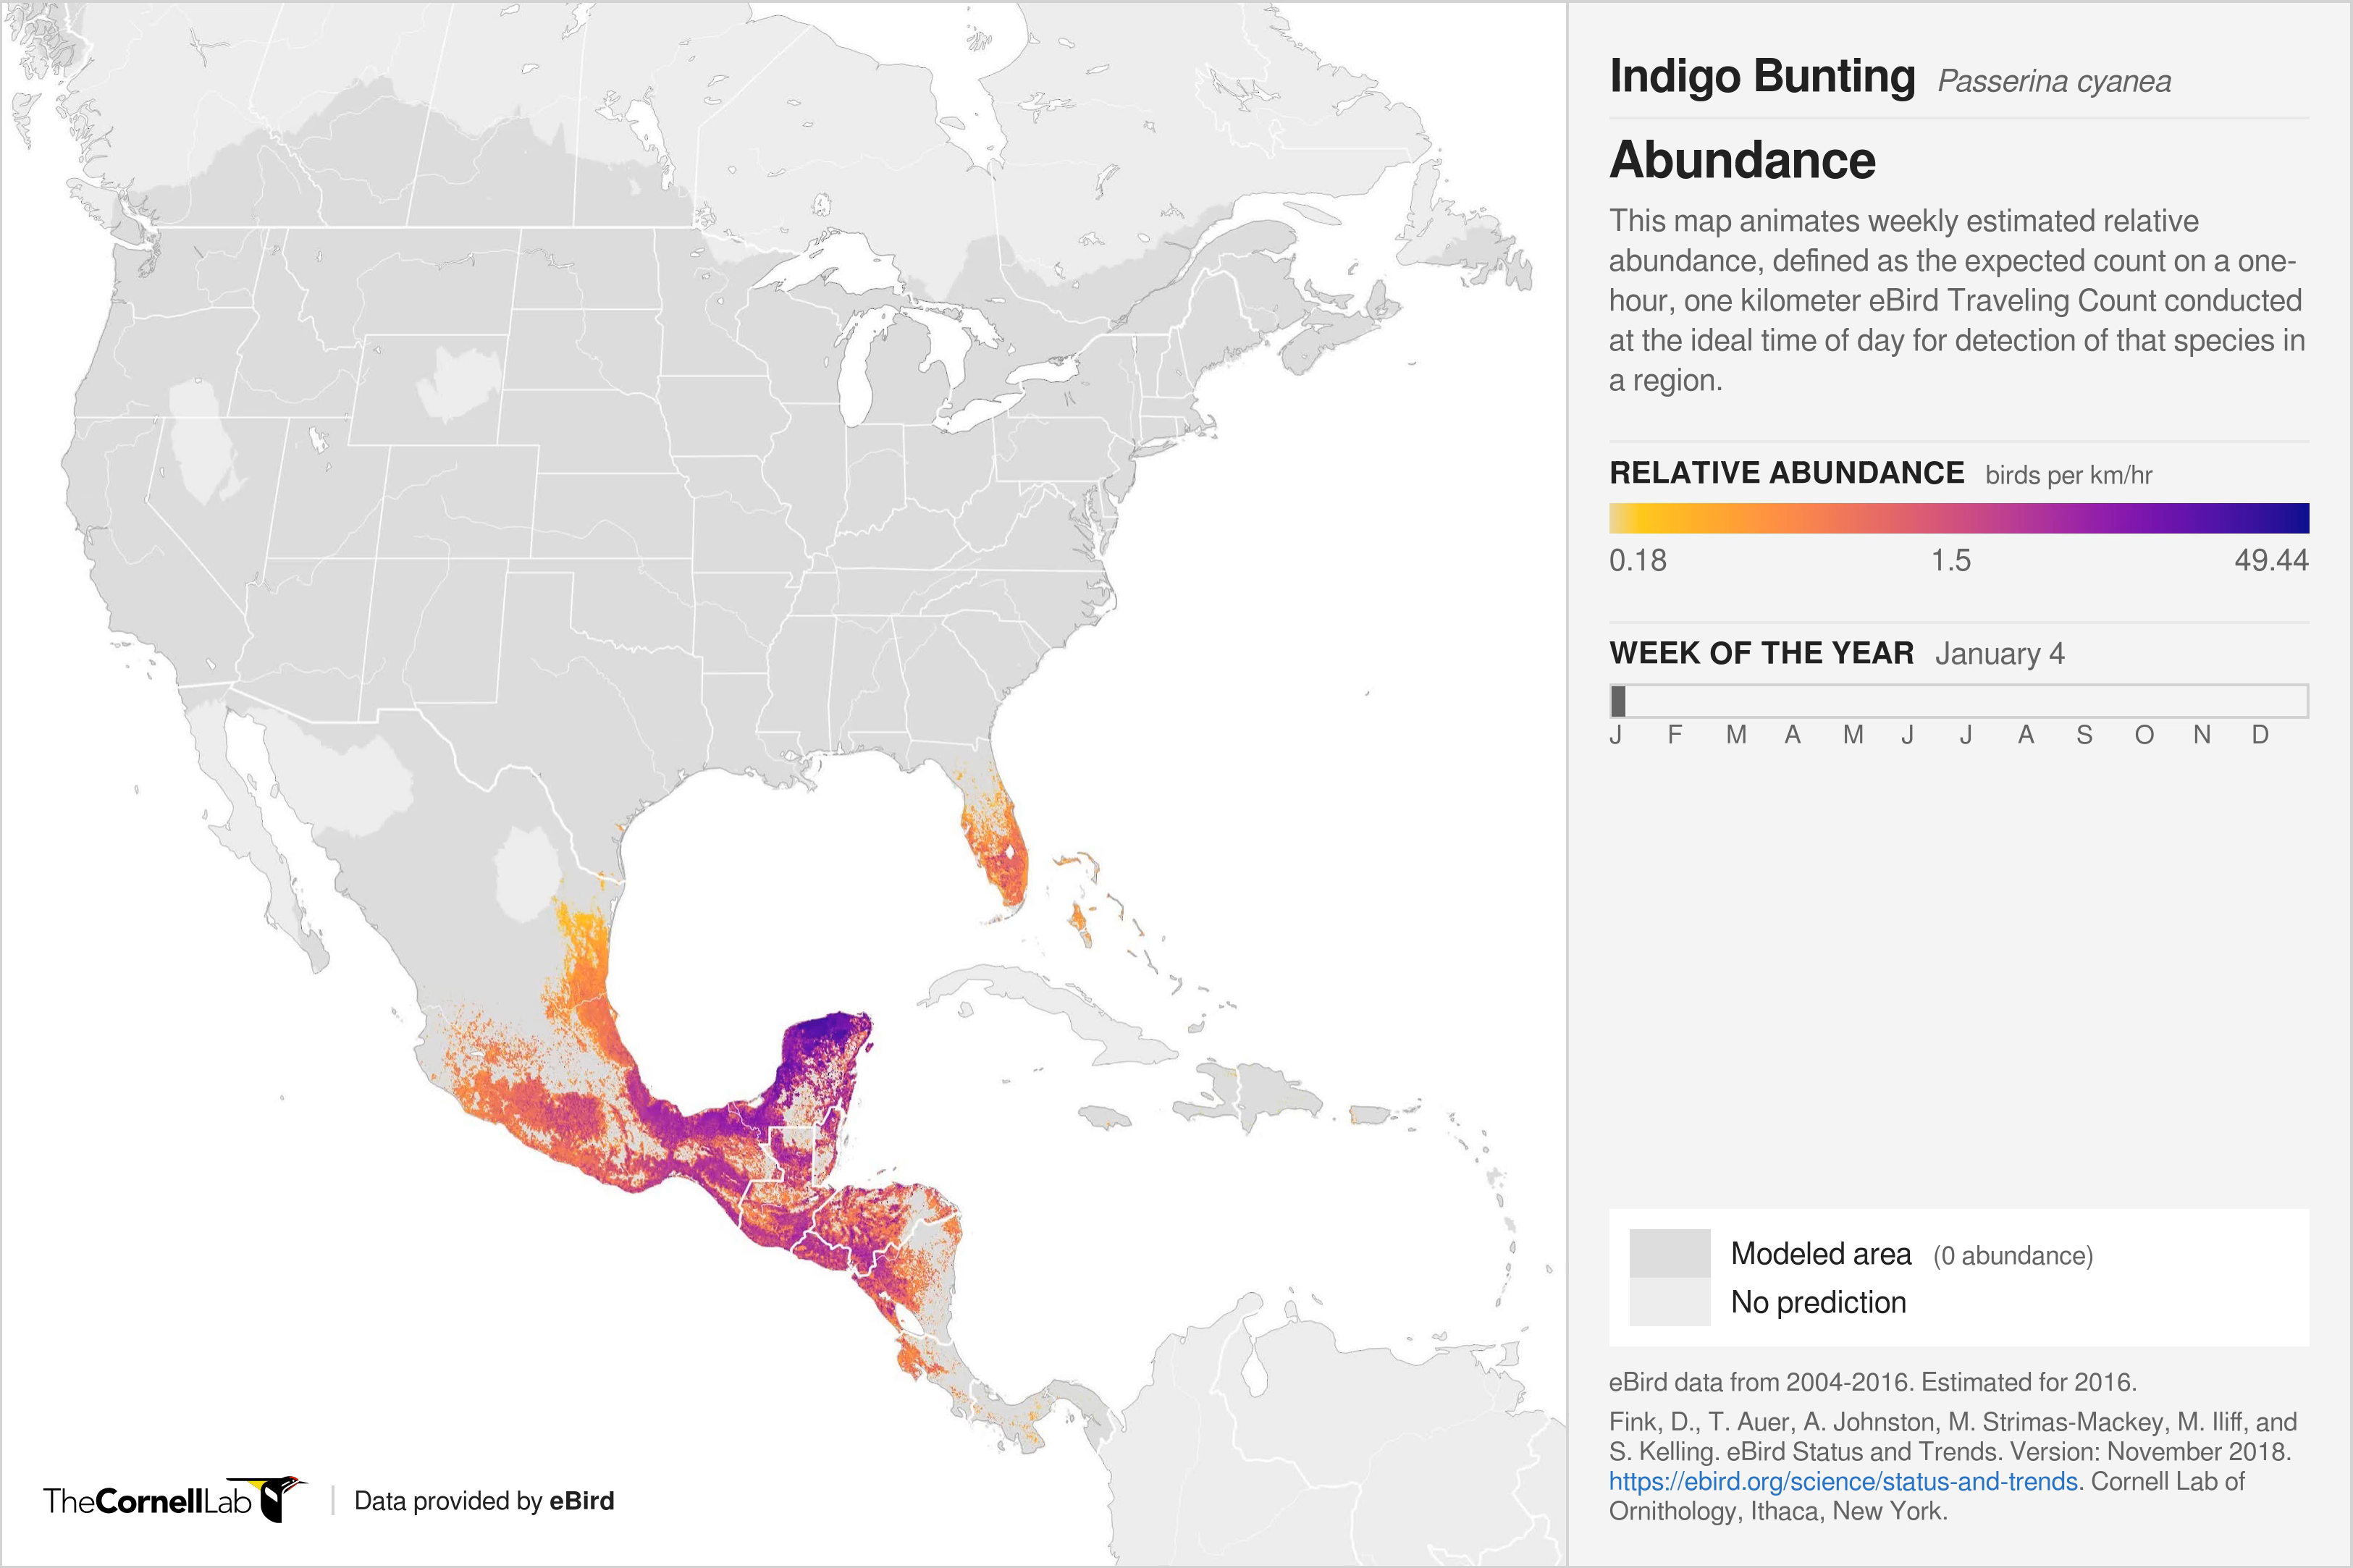 Indigo Bunting Passerina cyanea
Abundance
This map animates weekly estimated relative
abundance, defined as the expected count on a one-
hour, one kilometer eBird Traveling Count conducted
at the ideal time of day for detection of that species in
a region.
RELATIVE ABUNDANCE birds per km/hr
0.18 1.5 49.44
WEEK OF THE YEAR January 4
J F M A M J J A S O N D
Modeled area (0 abundance)
No prediction
eBird data from 2004-2016. Estimated for 2016.
Fink, D., T. Auer, A. Johnston, M. Strimas-Mackey, M. Iliff, and
S. Kelling. eBird Status and Trends. Version: November 2018.
https://ebird.org/science/status-and-trends. Cornell Lab of
Ornithology, Ithaca, New York.
TheCornellLab Data provided by eBird